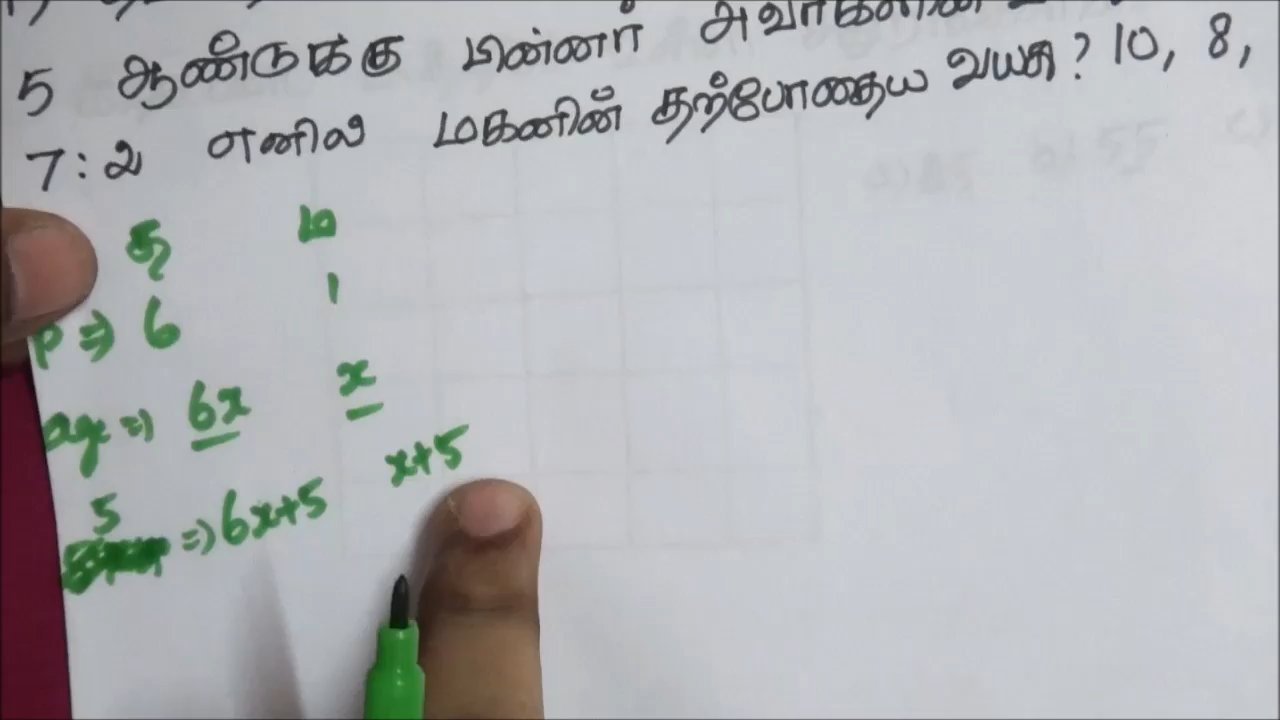 5 ஆண்டுக்கு பின்னர் அவர்களின்
7:2 எனில் மகனின் தற்போதைய வயது? 10, 8,
த ம
P => 6 1
age => 6x x
5 => 6x+5 x+5